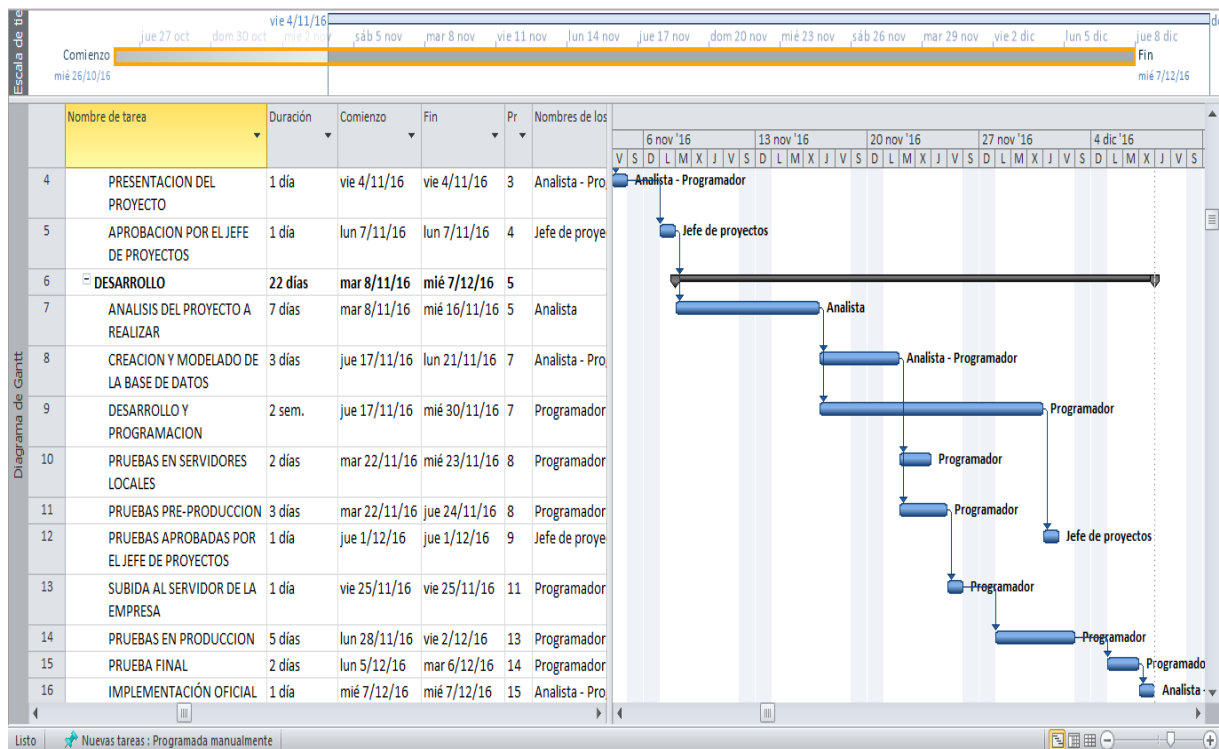 Escala de tie
vie 4/11/16
jue 27 oct dom 30 oct mié 2 nov sáb 5 nov mar 8 nov vie 11 nov lun 14 nov jue 17 nov dom 20 nov mié 23 nov sáb 26 nov mar 29 nov vie 2 dic lun 5 dic jue 8 dic
Comienzo
mié 26/10/16
Fin
mié 7/12/16
Diagrama de Gantt
Nombre de tarea Duración Comienzo Fin Pr Nombres de los
6 nov '16 13 nov '16 20 nov '16 27 nov '16 4 dic '16
V S D L M X J V S D L M X J V S D L M X J V S D L M X J V S D L M X J V S
4 PRESENTACION DEL 1 día vie 4/11/16 vie 4/11/16 3 Analista - Pro Analista - Programador
PROYECTO
5 APROBACION POR EL JEFE 1 día lun 7/11/16 lun 7/11/16 4 Jefe de proye Jefe de proyectos
DE PROYECTOS
6 DESARROLLO 22 días mar 8/11/16 mié 7/12/16 5
7 ANALISIS DEL PROYECTO A 7 días mar 8/11/16 mié 16/11/16 5 Analista Analista
REALIZAR
8 CREACION Y MODELADO DE 3 días jue 17/11/16 lun 21/11/16 7 Analista - Pro Analista - Programador
LA BASE DE DATOS
9 DESARROLLO Y 2 sem. jue 17/11/16 mié 30/11/16 7 Programador Programador
PROGRAMACION
10 PRUEBAS EN SERVIDORES 2 días mar 22/11/16 mié 23/11/16 8 Programador Programador
LOCALES
11 PRUEBAS PRE-PRODUCCION 3 días mar 22/11/16 jue 24/11/16 8 Programador Programador
12 PRUEBAS APROBADAS POR 1 día jue 1/12/16 jue 1/12/16 9 Jefe de proye Jefe de proyectos
EL JEFE DE PROYECTOS
13 SUBIDA AL SERVIDOR DE LA 1 día vie 25/11/16 vie 25/11/16 11 Programador Programador
EMPRESA
14 PRUEBAS EN PRODUCCION 5 días lun 28/11/16 vie 2/12/16 13 Programador Programador
15 PRUEBA FINAL 2 días lun 5/12/16 mar 6/12/16 14 Programador Programado
16 IMPLEMENTACIÓN OFICIAL 1 día mié 7/12/16 mié 7/12/16 15 Analista - Pro Analista -
Listo Nuevas tareas : Programada manualmente